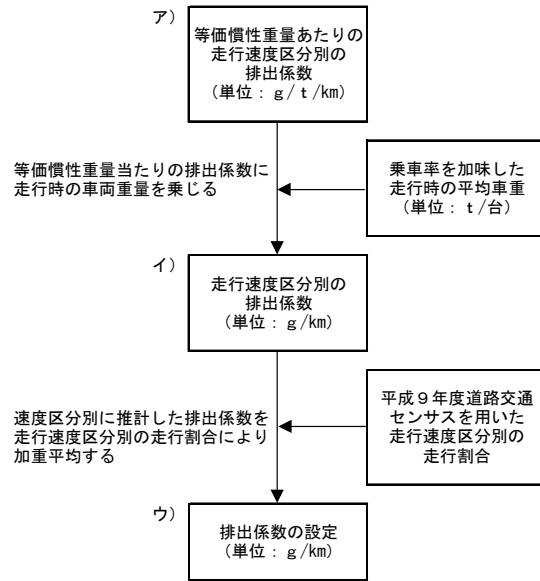 ア)
等価慣性重量あたりの
走行速度区分別の
排出係数
(単位：ｇ/ｔ/km)
等価慣性重量当たりの排出係数に
走行時の車両重量を乗じる
乗車率を加味した
走行時の平均車重
(単位：ｔ/台)
イ)
走行速度区分別の
排出係数
(単位：ｇ/km)
速度区分別に推計した排出係数を
走行速度区分別の走行割合により
加重平均する
平成９年度道路交通
センサスを用いた
走行速度区分別の
走行割合
ウ)
排出係数の設定
(単位：ｇ/km)